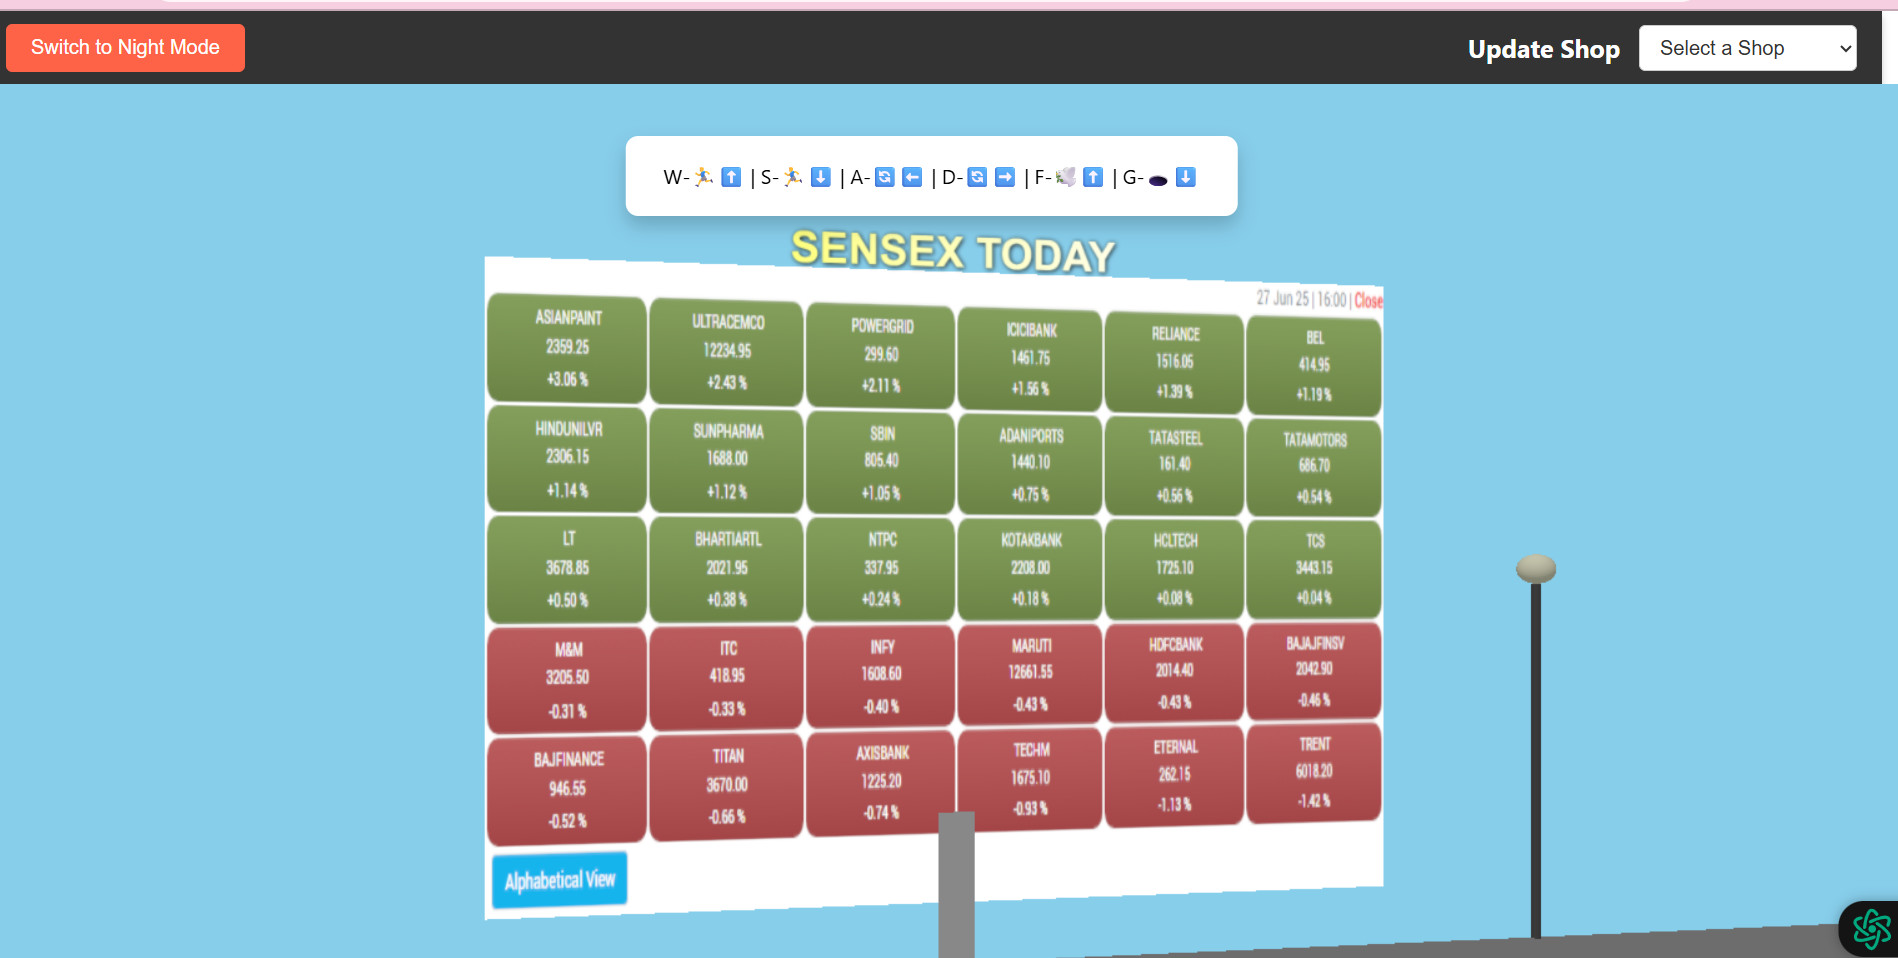 Switch to Night Mode
Update Shop
Select a Shop
W-🏃⬆️ | S-🏃⬇️ | A-🔄⬅️ | D-🔄➡️ | F-🕊️⬆️ | G-🕳️⬇️
SENSEX TODAY
27 Jun 25 | 16:00 | Close
ASIANPAINT ULTRACEMCO POWERGRID ICICIBANK RELIANCE BEL
2359.25 12234.95 299.60 1461.75 1516.05 414.95
+3.06 % +2.43 % +2.11 % +1.56 % +1.39 % +1.19 %
HINDUNILVR SUNPHARMA SBIN ADANIPORTS TATASTEEL TATAMOTORS
2306.15 1688.00 805.40 1440.10 161.40 686.70
+1.14 % +1.12 % +1.05 % +0.75 % +0.56 % +0.54 %
LT BHARTIARTL NTPC KOTAKBANK HCLTECH TCS
3678.85 2021.95 337.95 2208.00 1725.10 3443.15
+0.50 % +0.38 % +0.24 % +0.18 % +0.08 % +0.04 %
M&M ITC INFY MARUTI HDFCBANK BAJAJFINSV
3205.50 418.95 1608.60 12661.55 2014.40 2042.90
-0.31 % -0.33 % -0.40 % -0.43 % -0.43 % -0.46 %
BAJFINANCE TITAN AXISBANK TECHM ETERNAL TRENT
946.55 3670.00 1225.20 1675.10 262.15 6018.20
-0.52 % -0.66 % -0.74 % -0.93 % -1.13 % -1.42 %
Alphabetical View